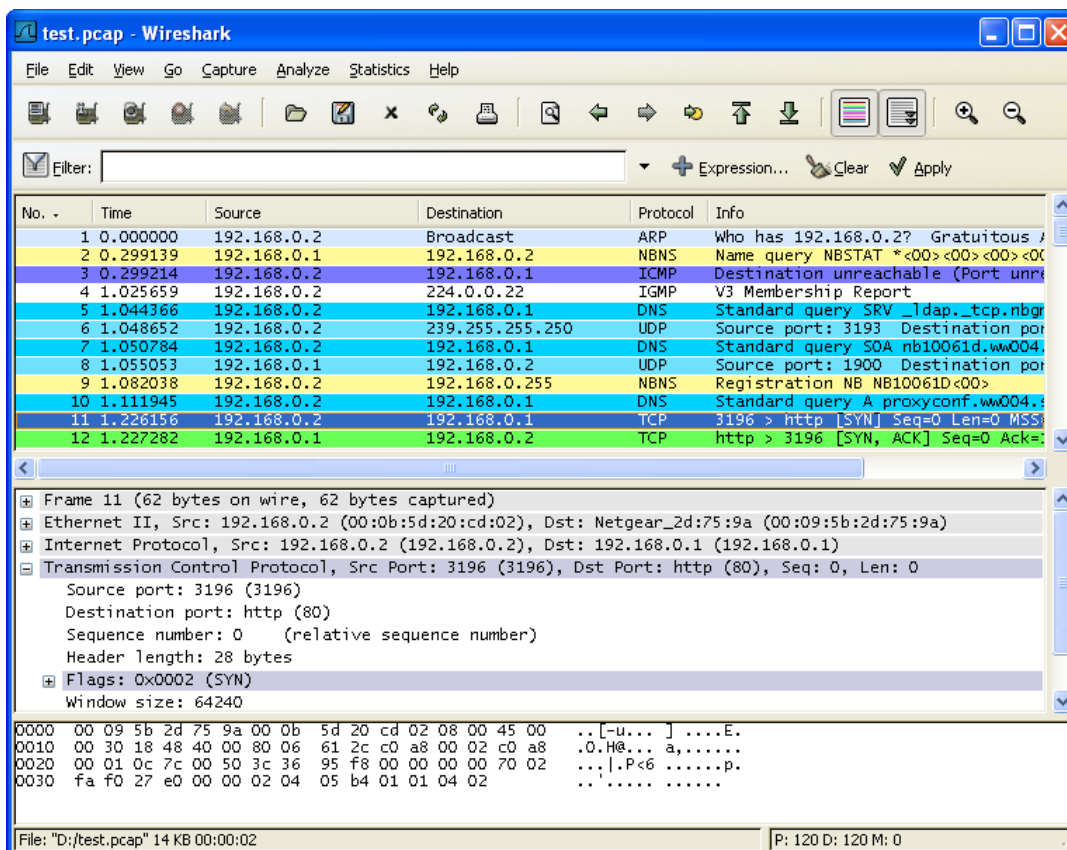 test.pcap - Wireshark
File Edit View Go Capture Analyze Statistics Help
Filter: Expression... Clear Apply
No. . Time Source Destination Protocol Info
1 0.000000 192.168.0.2 Broadcast ARP Who has 192.168.0.2? Gratuitous
2 0.299139 192.168.0.1 192.168.0.2 NBNS Name query NBSTAT *<00><00><00><00
3 0.299214 192.168.0.2 192.168.0.1 ICMP Destination unreachable (Port unre
4 1.025659 192.168.0.2 224.0.0.22 IGMP V3 Membership Report
5 1.044366 192.168.0.2 192.168.0.1 DNS Standard query SRV _ldap._tcp.nbgm
6 1.048652 192.168.0.2 239.255.255.250 UDP Source port: 3193 Destination por
7 1.050784 192.168.0.2 192.168.0.1 DNS Standard query SOA nb10061d.ww004.
8 1.055053 192.168.0.1 192.168.0.2 UDP Source port: 1900 Destination por
9 1.082038 192.168.0.2 192.168.0.255 NBNS Registration NB NB10061D<00>
10 1.111945 192.168.0.2 192.168.0.1 DNS Standard query A proxyconf.ww004.s
11 1.226156 192.168.0.2 192.168.0.1 TCP 3196 > http [SYN] Seq=0 Len=0 MSS=
12 1.227282 192.168.0.1 192.168.0.2 TCP http > 3196 [SYN, ACK] Seq=0 Ack=1
Frame 11 (62 bytes on wire, 62 bytes captured)
Ethernet II, Src: 192.168.0.2 (00:0b:5d:20:cd:02), Dst: Netgear_2d:75:9a (00:09:5b:2d:75:9a)
Internet Protocol, Src: 192.168.0.2 (192.168.0.2), Dst: 192.168.0.1 (192.168.0.1)
Transmission Control Protocol, Src Port: 3196 (3196), Dst Port: http (80), Seq: 0, Len: 0
Source port: 3196 (3196)
Destination port: http (80)
Sequence number: 0 (relative sequence number)
Header length: 28 bytes
Flags: 0x0002 (SYN)
Window size: 64240
0000 00 09 5b 2d 75 9a 00 0b 5d 20 cd 02 08 00 45 00 ..[-u... ] ....E.
0010 00 30 18 48 40 00 80 06 61 2c c0 a8 00 02 c0 a8 .0.H@... a,......
0020 00 01 0c 7c 00 50 3c 36 95 f8 00 00 00 00 70 02 ...|.P<6 ......p.
0030 fa f0 27 e0 00 00 02 04 05 b4 01 01 04 02 ..'..... ......
File: "D:/test.pcap" 14 KB 00:00:02 P: 120 D: 120 M: 0